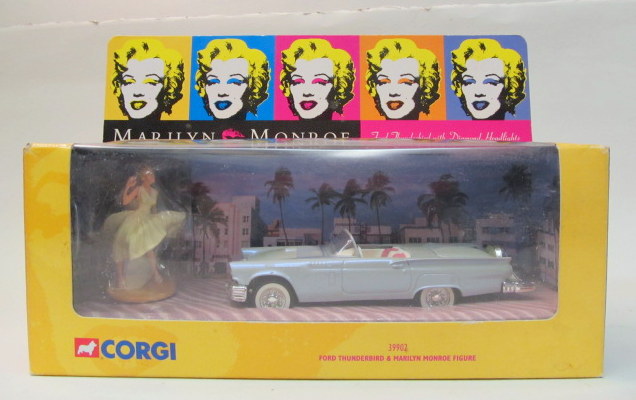 MARILYN MONROE
Ford Thunderbird with Diamond Headlights
CORGI
39902
FORD THUNDERBIRD & MARILYN MONROE FIGURE